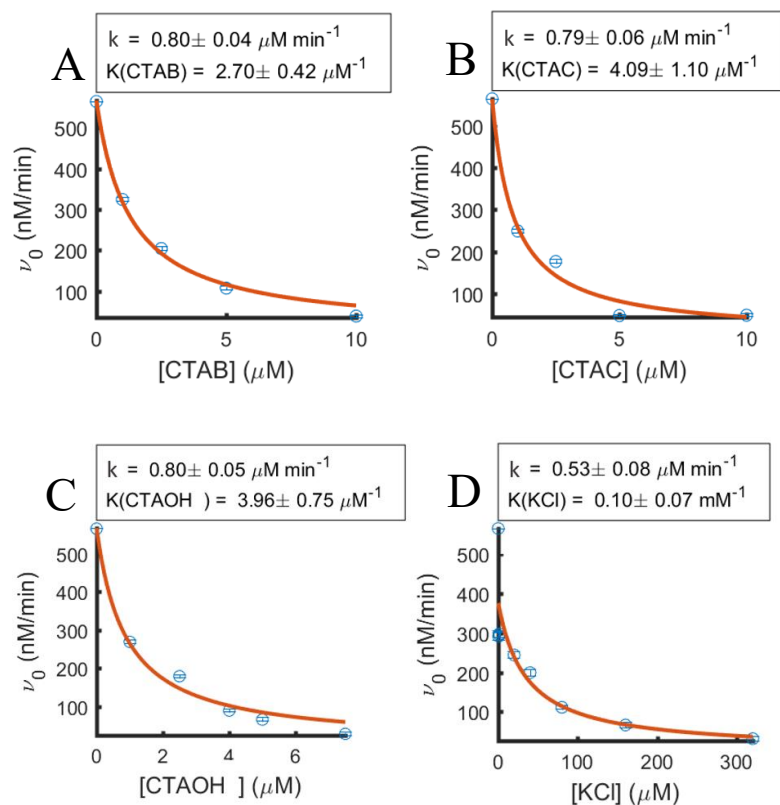 A
k = 0.80± 0.04 μM min⁻¹
K(CTAB) = 2.70± 0.42 μM⁻¹
500
400
300
200
100
ν₀ (nM/min)
0 5 10
[CTAB] (μM)
B
k = 0.79± 0.06 μM min⁻¹
K(CTAC) = 4.09± 1.10 μM⁻¹
500
400
300
200
100
ν₀ (nM/min)
0 5 10
[CTAC] (μM)
C
k = 0.80± 0.05 μM min⁻¹
K(CTAOH ) = 3.96± 0.75 μM⁻¹
500
400
300
200
100
ν₀ (nM/min)
0 2 4 6
[CTAOH ] (μM)
D
k = 0.53± 0.08 μM min⁻¹
K(KCl) = 0.10± 0.07 mM⁻¹
500
400
300
200
100
ν₀ (nM/min)
0 100 200 300
[KCl] (μM)